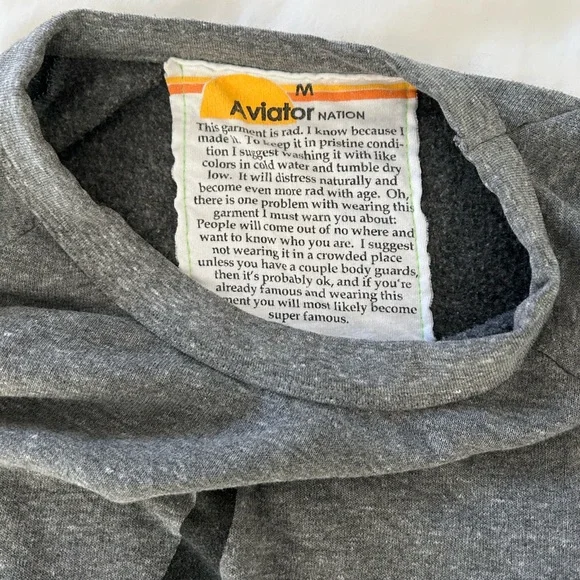 M
Aviator NATION
This garment is rad. I know because I
made it. To keep it in pristine condi-
tion I suggest washing it with like
colors in cold water and tumble dry
low. It will distress naturally and
become even more rad with age. Oh,
there is one problem with wearing this
garment I must warn you about:
People will come out of no where and
want to know who you are. I suggest
not wearing it in a crowded place
unless you have a couple body guards,
then it's probably ok, and if you're
already famous and wearing this
ment you will most likely become
super famous.